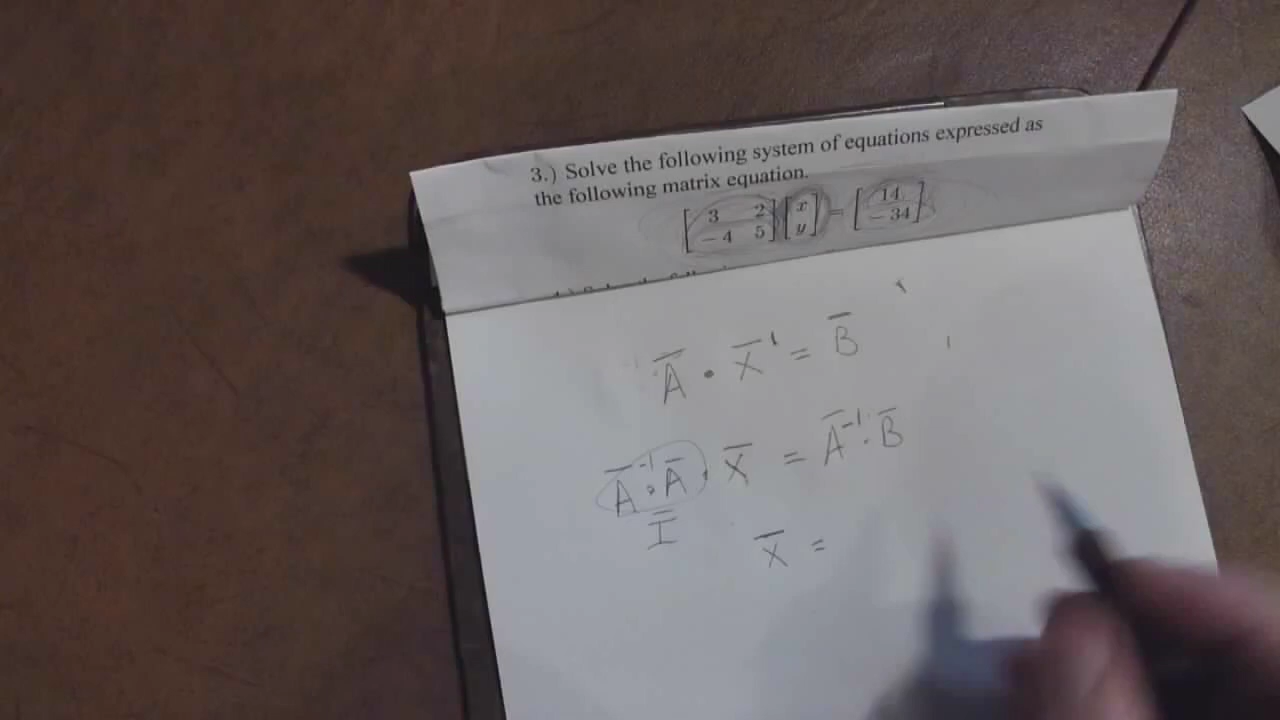 3.) Solve the following system of equations expressed as
the following matrix equation.
[3 2; -4 5] [x; y] = [14; -34]
A̅ · X̅ = B̅
A̅⁻¹ · A̅ · X̅ = A̅⁻¹ · B̅
I̅
X̅ =